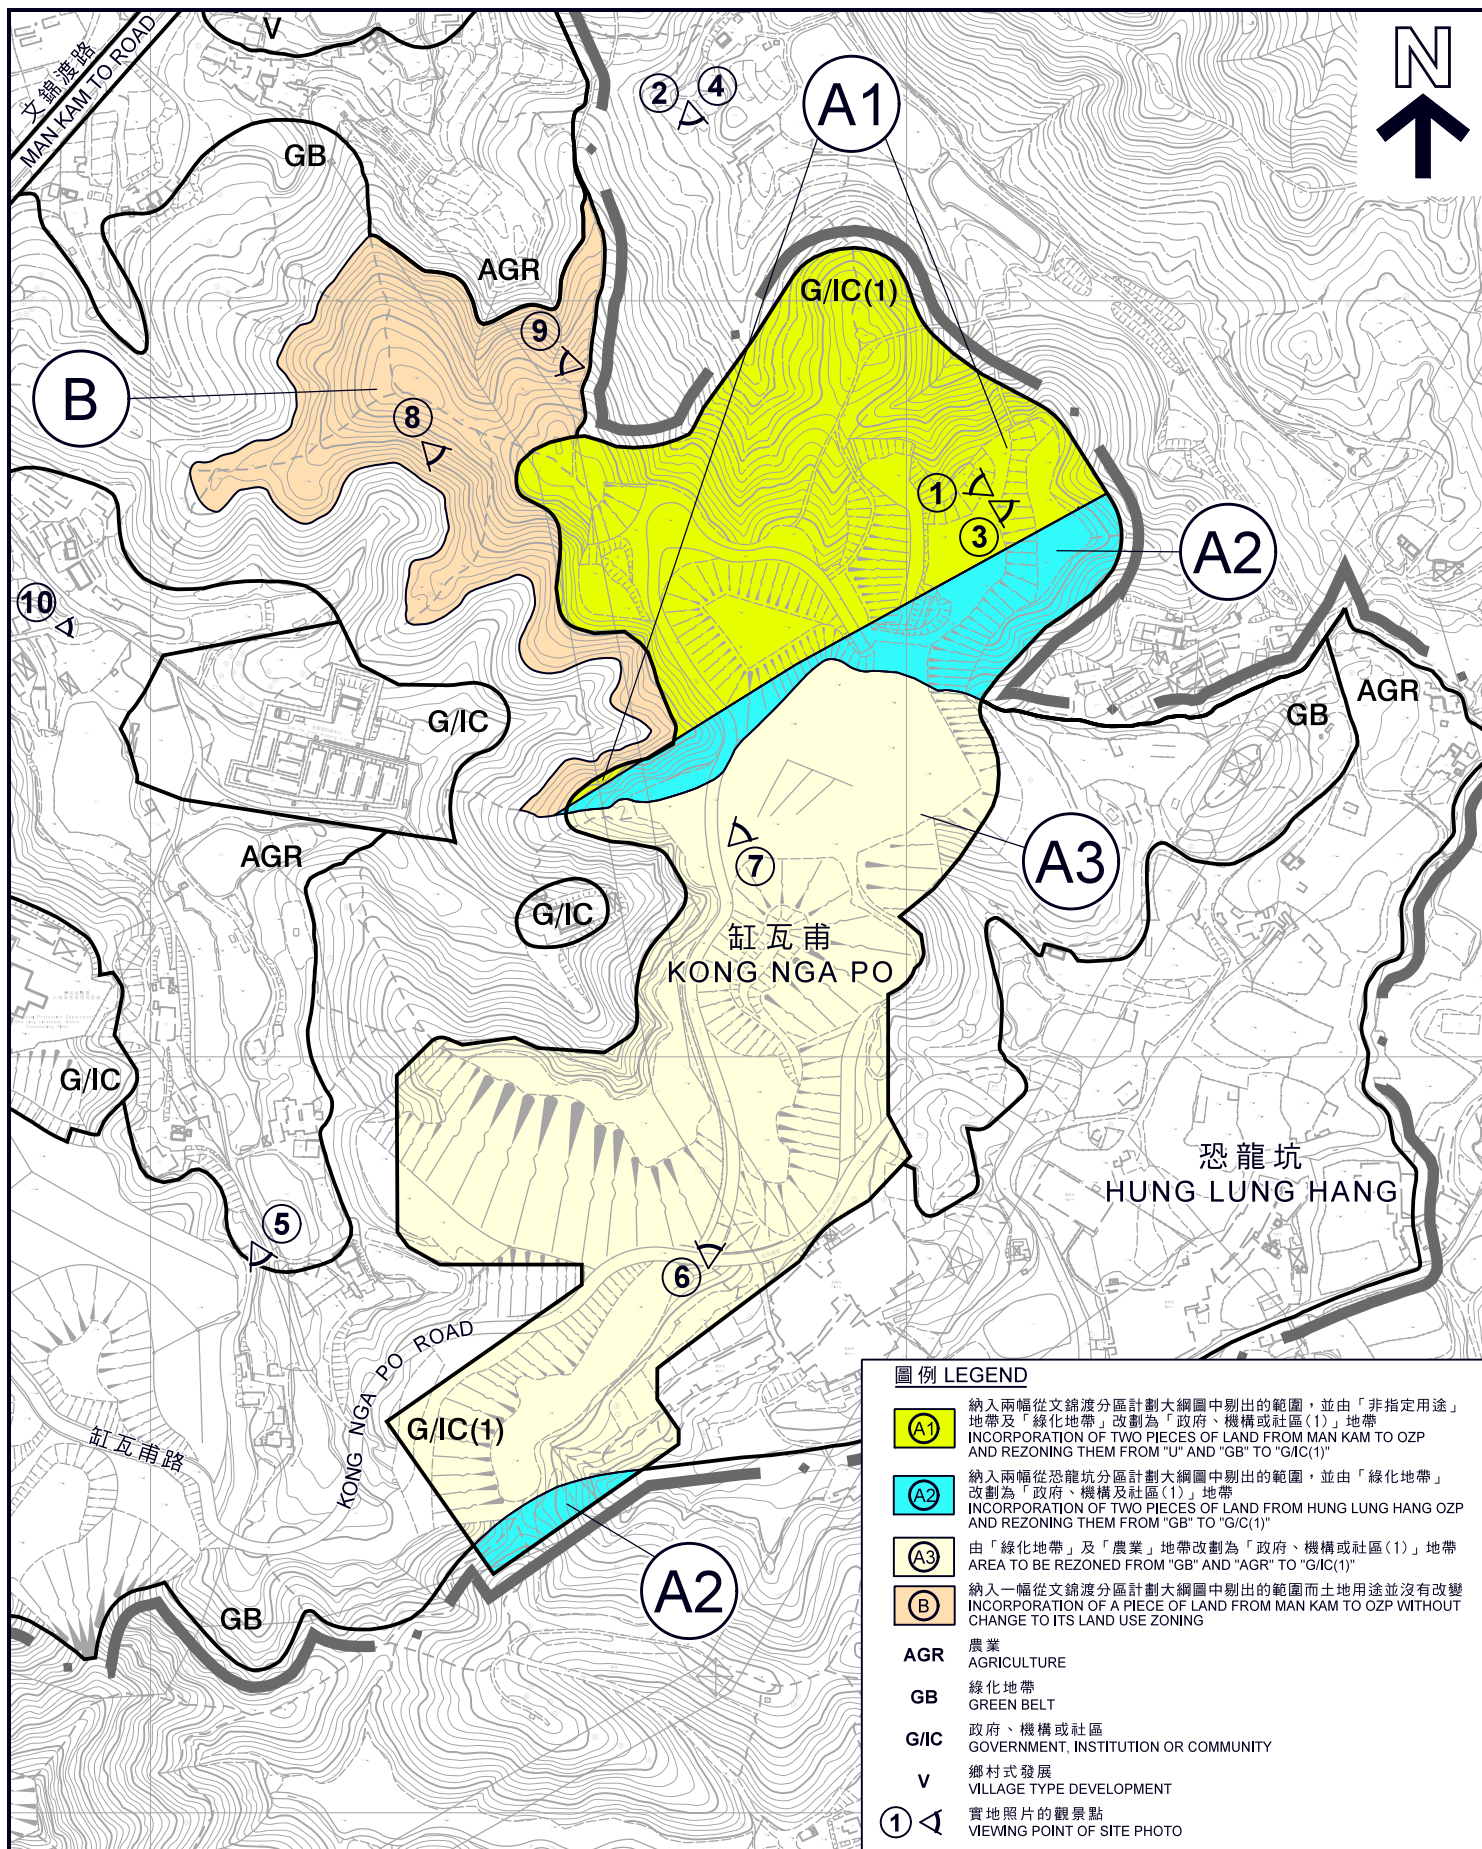 N
V
文錦渡路
MAN KAM TO ROAD
2
4
A1
GB
AGR
G/IC(1)
9
B
8
1
3
A2
10
G/IC
GB
AGR
AGR
7
A3
G/IC
缸瓦甫
KONG NGA PO
G/IC
恐龍坑
HUNG LUNG HANG
5
6
KONG NGA PO ROAD
缸瓦甫路
G/IC(1)
A2
GB
圖例 LEGEND
A1
納入兩幅從文錦渡分區計劃大綱圖中剔出的範圍，並由「非指定用途」
地帶及「綠化地帶」改劃為「政府、機構或社區(1)」地帶
INCORPORATION OF TWO PIECES OF LAND FROM MAN KAM TO OZP
AND REZONING THEM FROM "U" AND "GB" TO "G/IC(1)"
A2
納入兩幅從恐龍坑分區計劃大綱圖中剔出的範圍，並由「綠化地帶」
改劃為「政府、機構及社區(1)」地帶
INCORPORATION OF TWO PIECES OF LAND FROM HUNG LUNG HANG OZP
AND REZONING THEM FROM "GB" TO "G/C(1)"
A3
由「綠化地帶」及「農業」地帶改劃為「政府、機構或社區(1)」地帶
AREA TO BE REZONED FROM "GB" AND "AGR" TO "G/IC(1)"
B
納入一幅從文錦渡分區計劃大綱圖中剔出的範圍而土地用途並沒有改變
INCORPORATION OF A PIECE OF LAND FROM MAN KAM TO OZP WITHOUT
CHANGE TO ITS LAND USE ZONING
AGR
農業
AGRICULTURE
GB
綠化地帶
GREEN BELT
G/IC
政府、機構或社區
GOVERNMENT, INSTITUTION OR COMMUNITY
V
鄉村式發展
VILLAGE TYPE DEVELOPMENT
1
實地照片的觀景點
VIEWING POINT OF SITE PHOTO